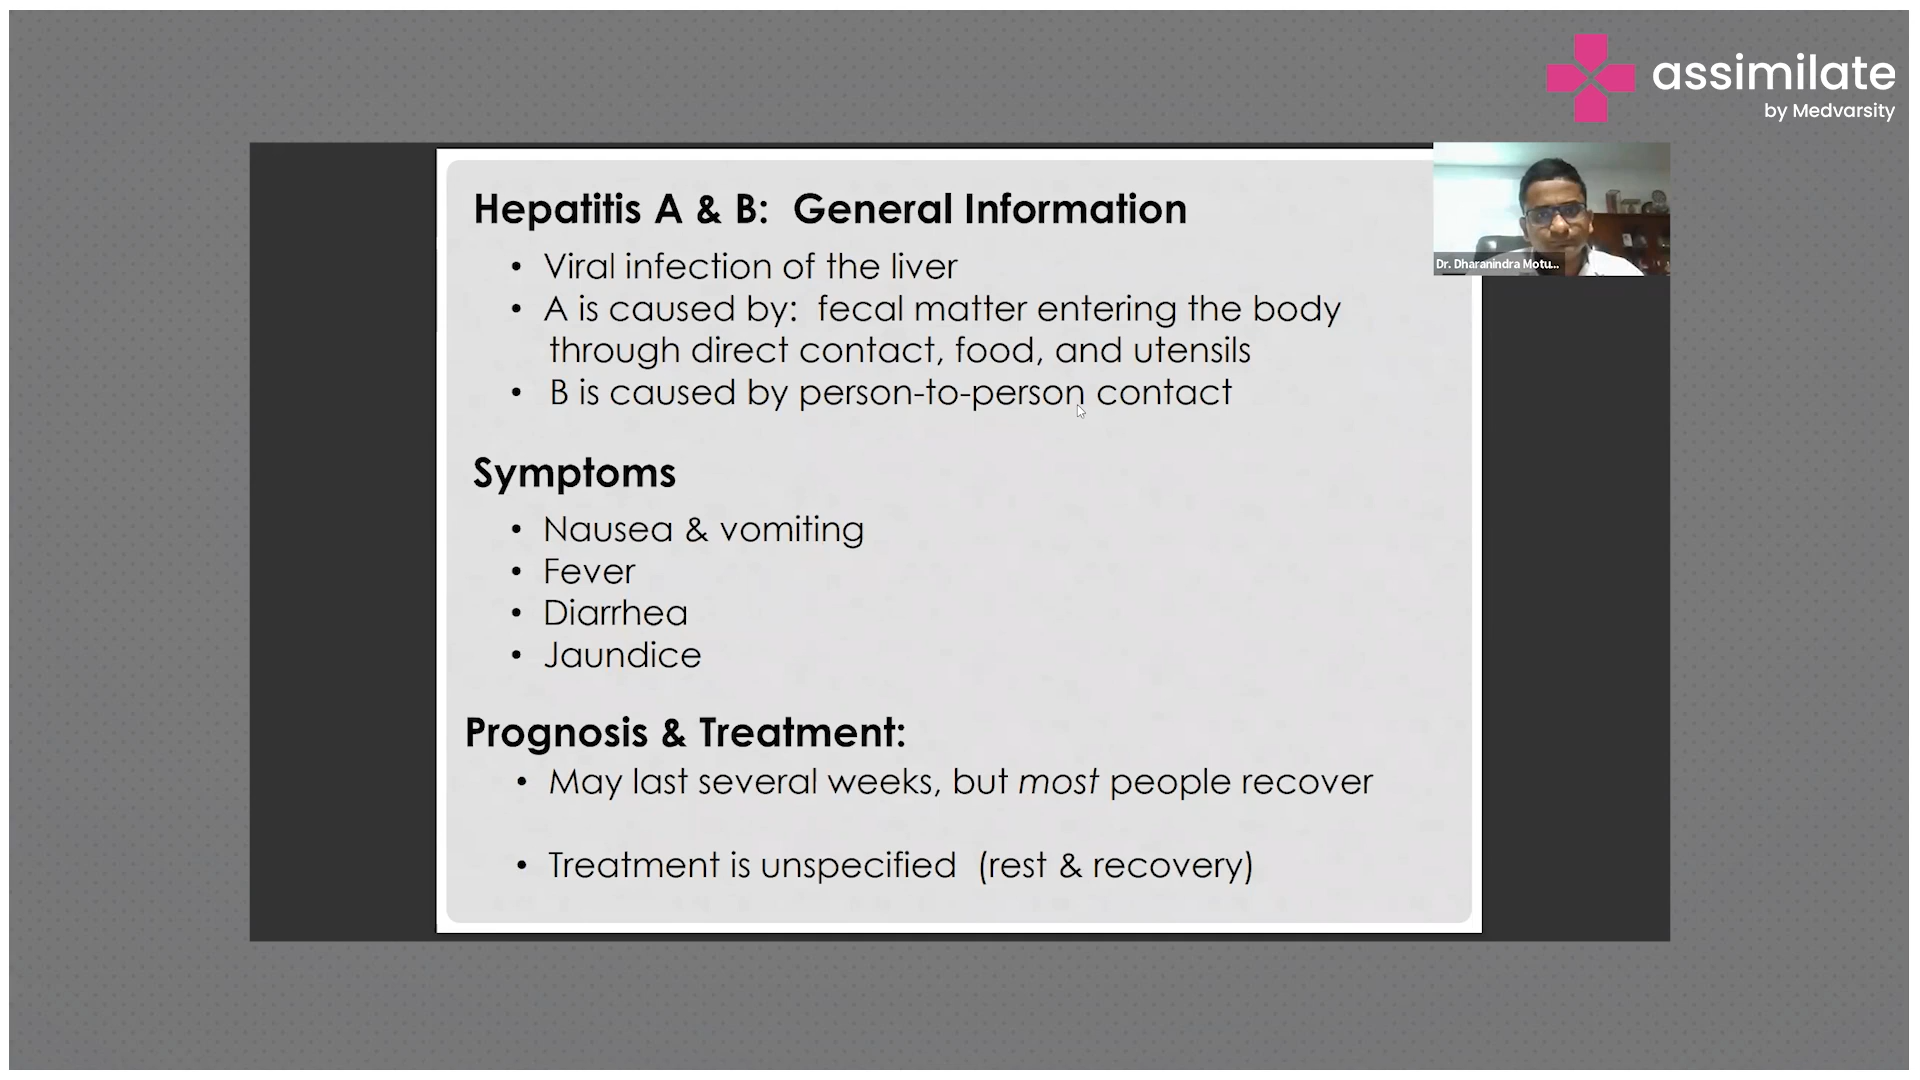 assimilate
by Medvarsity
Dr. Dharanindra Motu...
Hepatitis A & B: General Information
• Viral infection of the liver
• A is caused by: fecal matter entering the body
through direct contact, food, and utensils
• B is caused by person-to-person contact
Symptoms
• Nausea & vomiting
• Fever
• Diarrhea
• Jaundice
Prognosis & Treatment:
• May last several weeks, but most people recover
• Treatment is unspecified (rest & recovery)